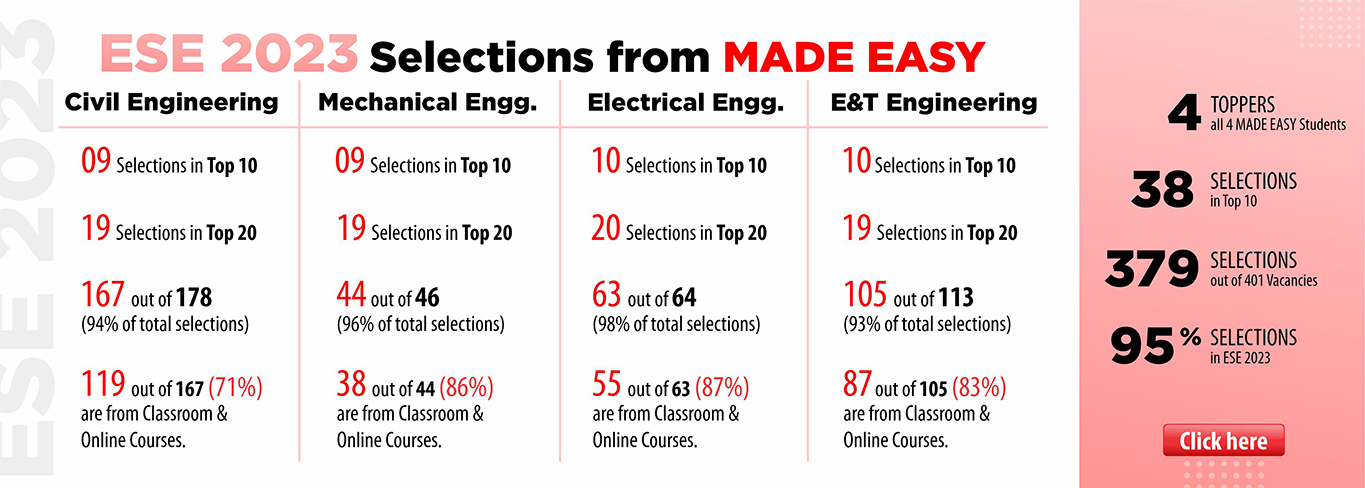 ESE 2023
ESE 2023 Selections from MADE EASY
Civil Engineering
09 Selections in Top 10
19 Selections in Top 20
167 out of 178
(94% of total selections)
119 out of 167 (71%)
are from Classroom &
Online Courses.
Mechanical Engg.
09 Selections in Top 10
19 Selections in Top 20
44 out of 46
(96% of total selections)
38 out of 44 (86%)
are from Classroom &
Online Courses.
Electrical Engg.
10 Selections in Top 10
20 Selections in Top 20
63 out of 64
(98% of total selections)
55 out of 63 (87%)
are from Classroom &
Online Courses.
E&T Engineering
10 Selections in Top 10
19 Selections in Top 20
105 out of 113
(93% of total selections)
87 out of 105 (83%)
are from Classroom &
Online Courses.
4 TOPPERS
all 4 MADE EASY Students
38 SELECTIONS
in Top 10
379 SELECTIONS
out of 401 Vacancies
95% SELECTIONS
in ESE 2023
Click here